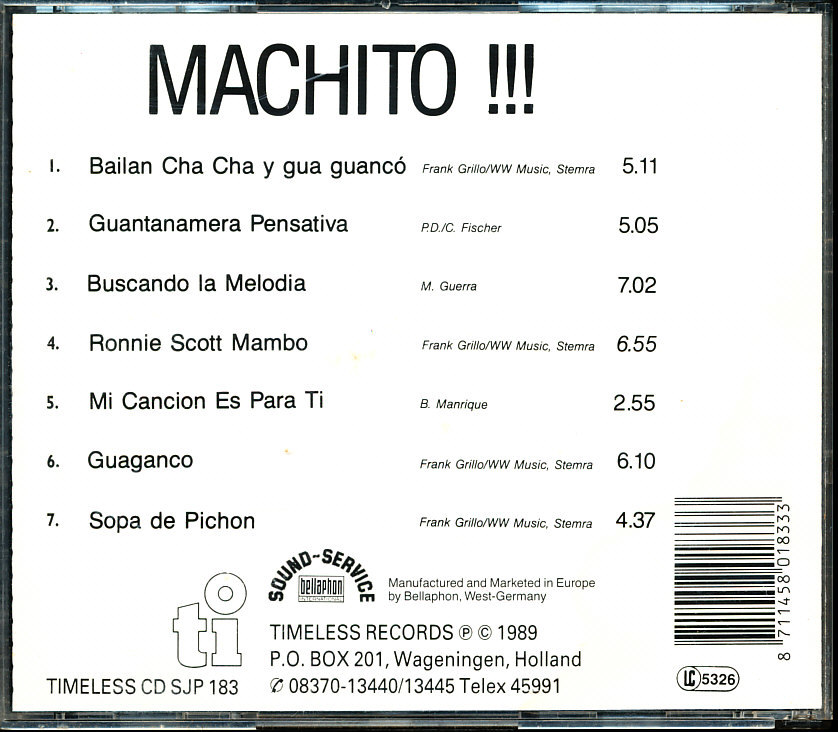 MACHITO !!!
1. Bailan Cha Cha y gua guancó Frank Grillo/WW Music, Stemra 5.11
2. Guantanamera Pensativa P.D./C. Fischer 5.05
3. Buscando la Melodia M. Guerra 7.02
4. Ronnie Scott Mambo Frank Grillo/WW Music, Stemra 6.55
5. Mi Cancion Es Para Ti B. Manrique 2.55
6. Guaganco Frank Grillo/WW Music, Stemra 6.10
7. Sopa de Pichon Frank Grillo/WW Music, Stemra 4.37
ti
SOUND-SERVICE
bellaphon
INTERNATIONAL
Manufactured and Marketed in Europe
by Bellaphon, West-Germany
TIMELESS RECORDS ℗ © 1989
P.O. BOX 201, Wageningen, Holland
✆ 08370-13440/13445 Telex 45991
TIMELESS CD SJP 183
8 711458 018333
LC 5326